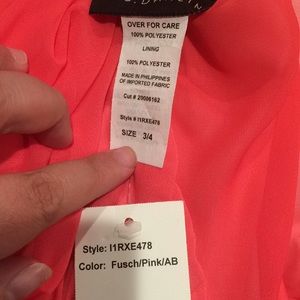 OVER FOR CARE
100% POLYESTER
LINING
100% POLYESTER
MADE IN PHILIPPINES
OF IMPORTED FABRIC
Cut # 20006162
Style # I1RXE478
SIZE 3/4
Style: I1RXE478
Color: Fusch/Pink/AB